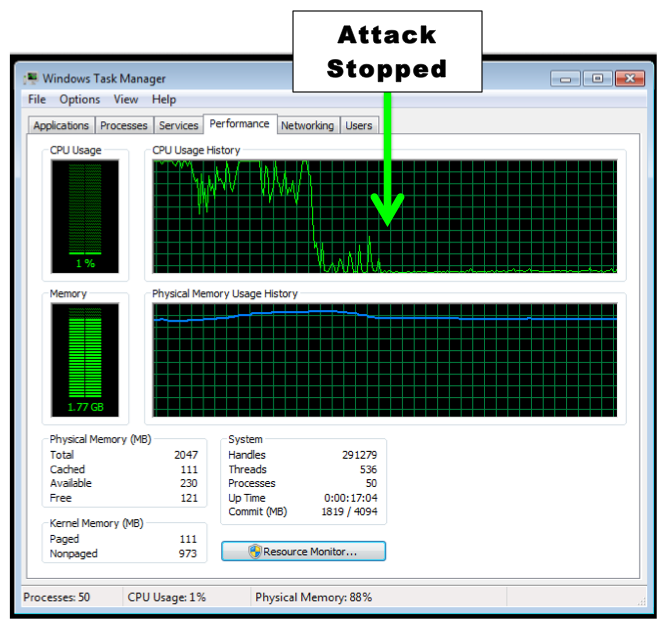 Attack
Stopped
Windows Task Manager
File Options View Help
Applications Processes Services Performance Networking Users
CPU Usage CPU Usage History
1 %
Memory Physical Memory Usage History
1.77 GB
Physical Memory (MB)
Total 2047
Cached 111
Available 230
Free 121
Kernel Memory (MB)
Paged 111
Nonpaged 973
System
Handles 291279
Threads 536
Processes 50
Up Time 0:00:17:04
Commit (MB) 1819 / 4094
Resource Monitor...
Processes: 50 CPU Usage: 1% Physical Memory: 88%